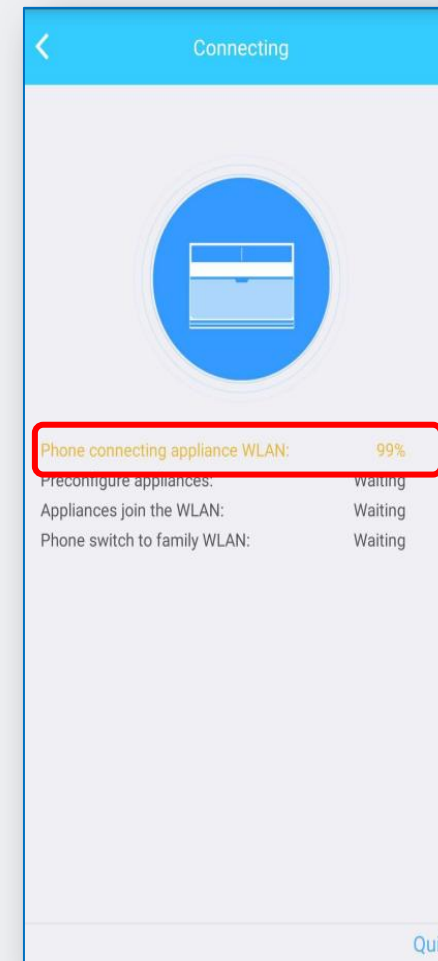 Connecting
Phone connecting appliance WLAN: 99%
Preconfigure appliances: Waiting
Appliances join the WLAN: Waiting
Phone switch to family WLAN: Waiting
Qui